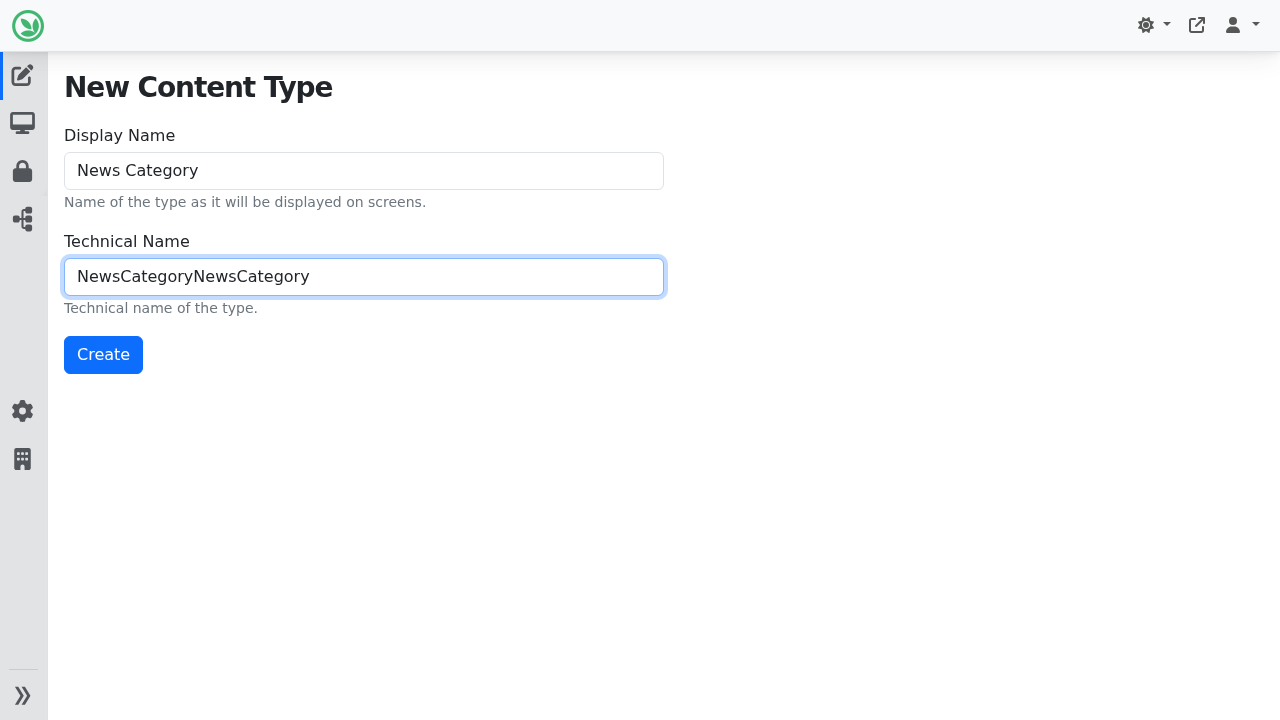 New Content Type
Display Name
News Category
Name of the type as it will be displayed on screens.
Technical Name
NewsCategoryNewsCategory
Technical name of the type.
Create